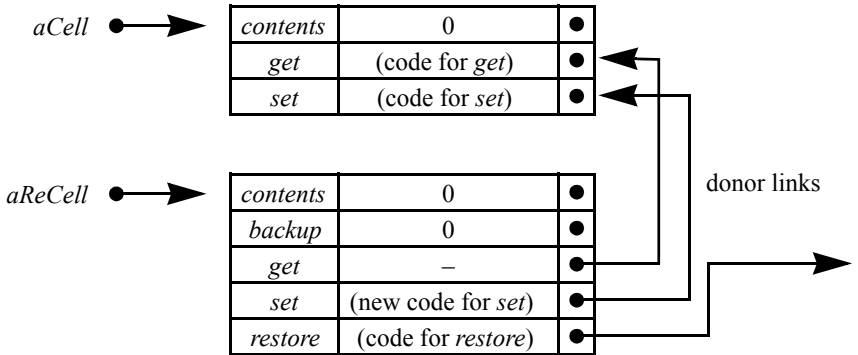 aCell contents 0
get (code for get)
set (code for set)
donor links
aReCell contents 0
backup 0
get –
set (new code for set)
restore (code for restore)